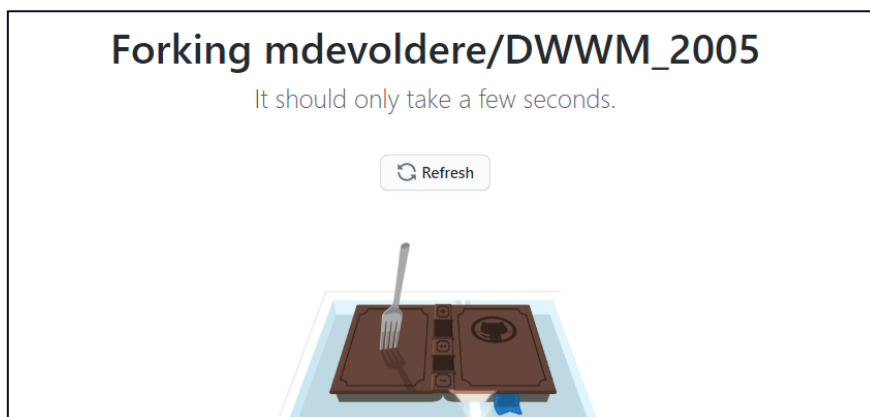 Forking mdevoldere/DWWM_2005
It should only take a few seconds.
Refresh